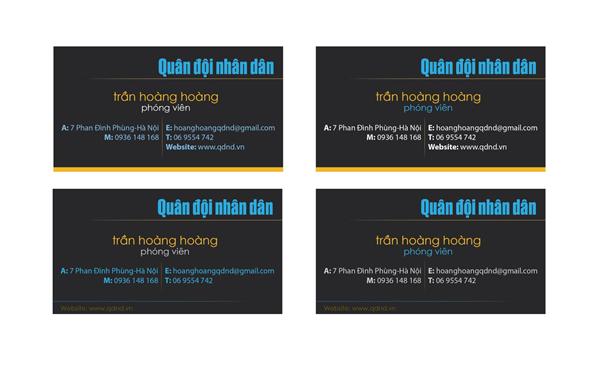 Quân đội nhân dân
trần hoàng hoàng
phóng viên
A: 7 Phan Đình Phùng-Hà Nội E: hoanghoangqdnd@gmail.com
M: 0936 148 168 T: 06 9554 742
Website: www.qdnd.vn
Quân đội nhân dân
trần hoàng hoàng
phóng viên
A: 7 Phan Đình Phùng-Hà Nội E: hoanghoangqdnd@gmail.com
M: 0936 148 168 T: 06 9554 742
Website: www.qdnd.vn
Quân đội nhân dân
trần hoàng hoàng
phóng viên
A: 7 Phan Đình Phùng-Hà Nội E: hoanghoangqdnd@gmail.com
M: 0936 148 168 T: 06 9554 742
Website: www.qdnd.vn
Quân đội nhân dân
trần hoàng hoàng
phóng viên
A: 7 Phan Đình Phùng-Hà Nội E: hoanghoangqdnd@gmail.com
M: 0936 148 168 T: 06 9554 742
Website: www.qdnd.vn